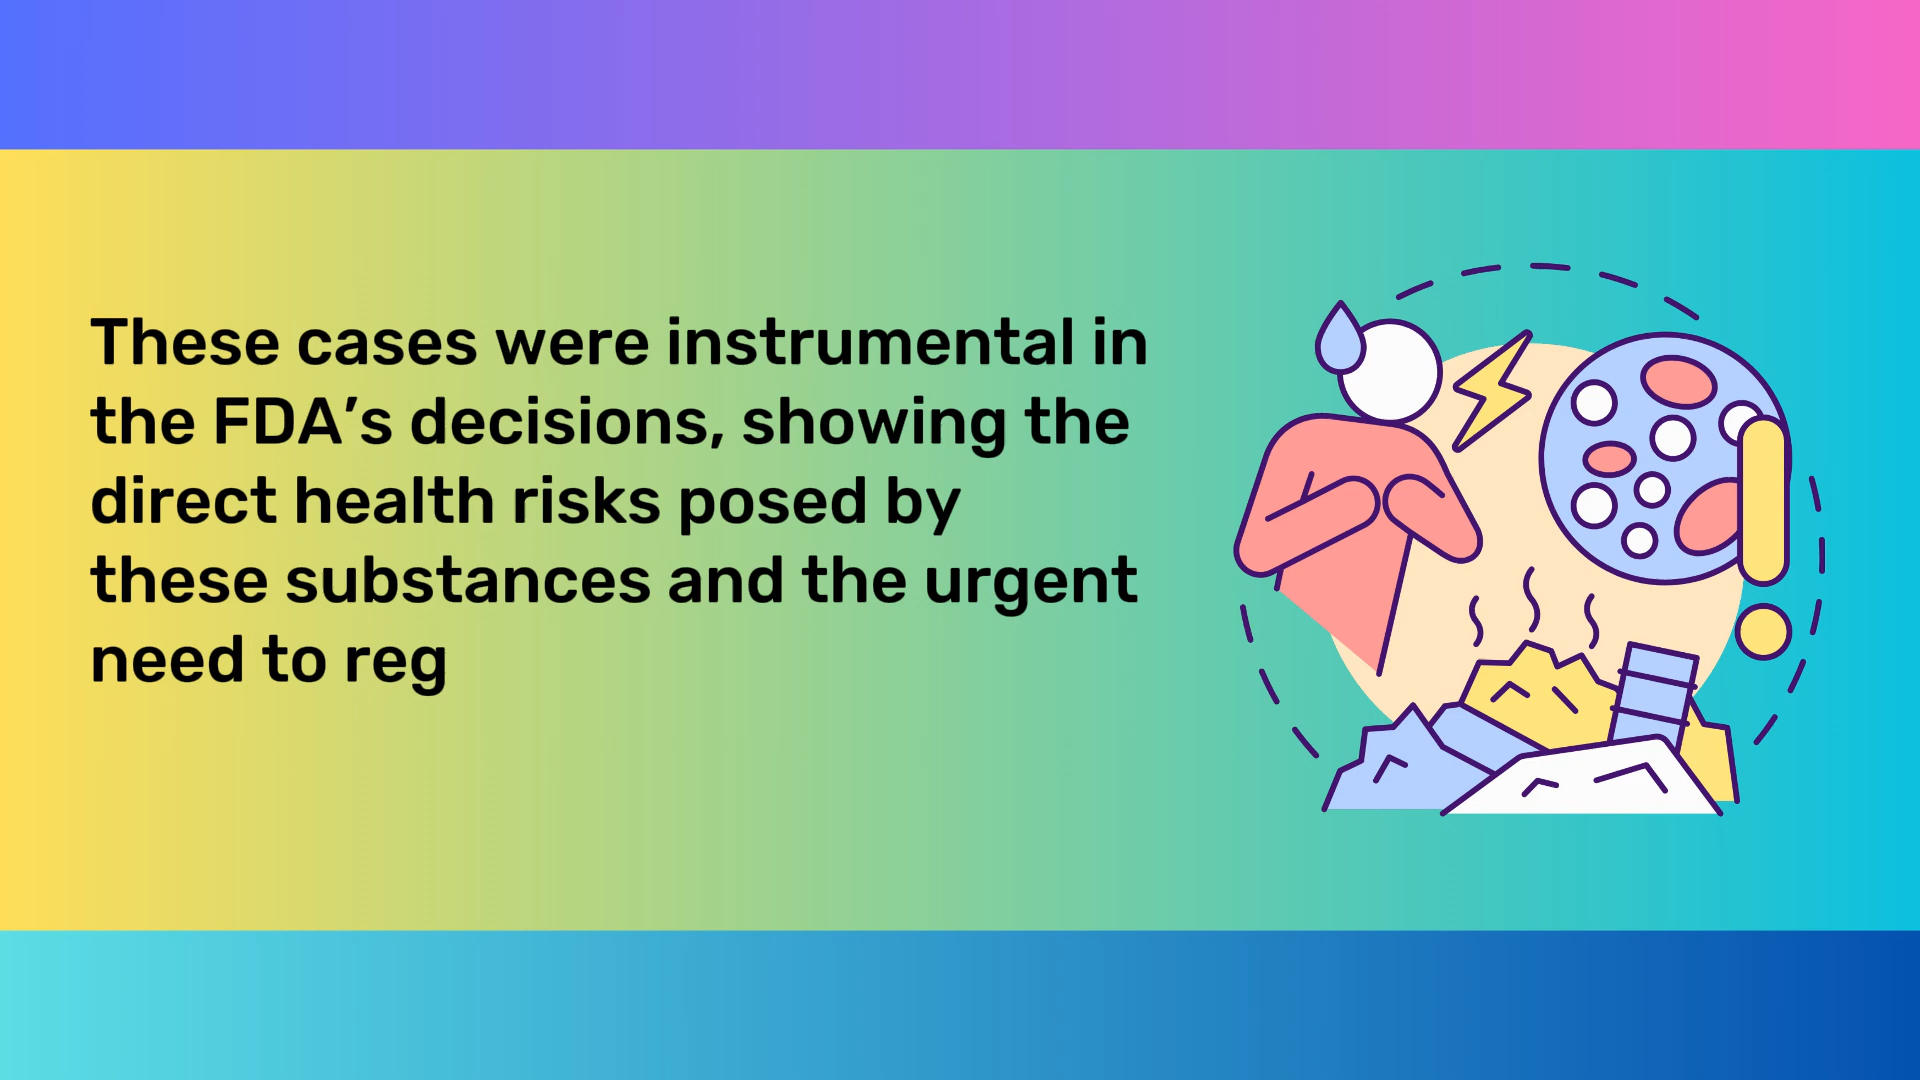 These cases were instrumental in
the FDA’s decisions, showing the
direct health risks posed by
these substances and the urgent
need to reg